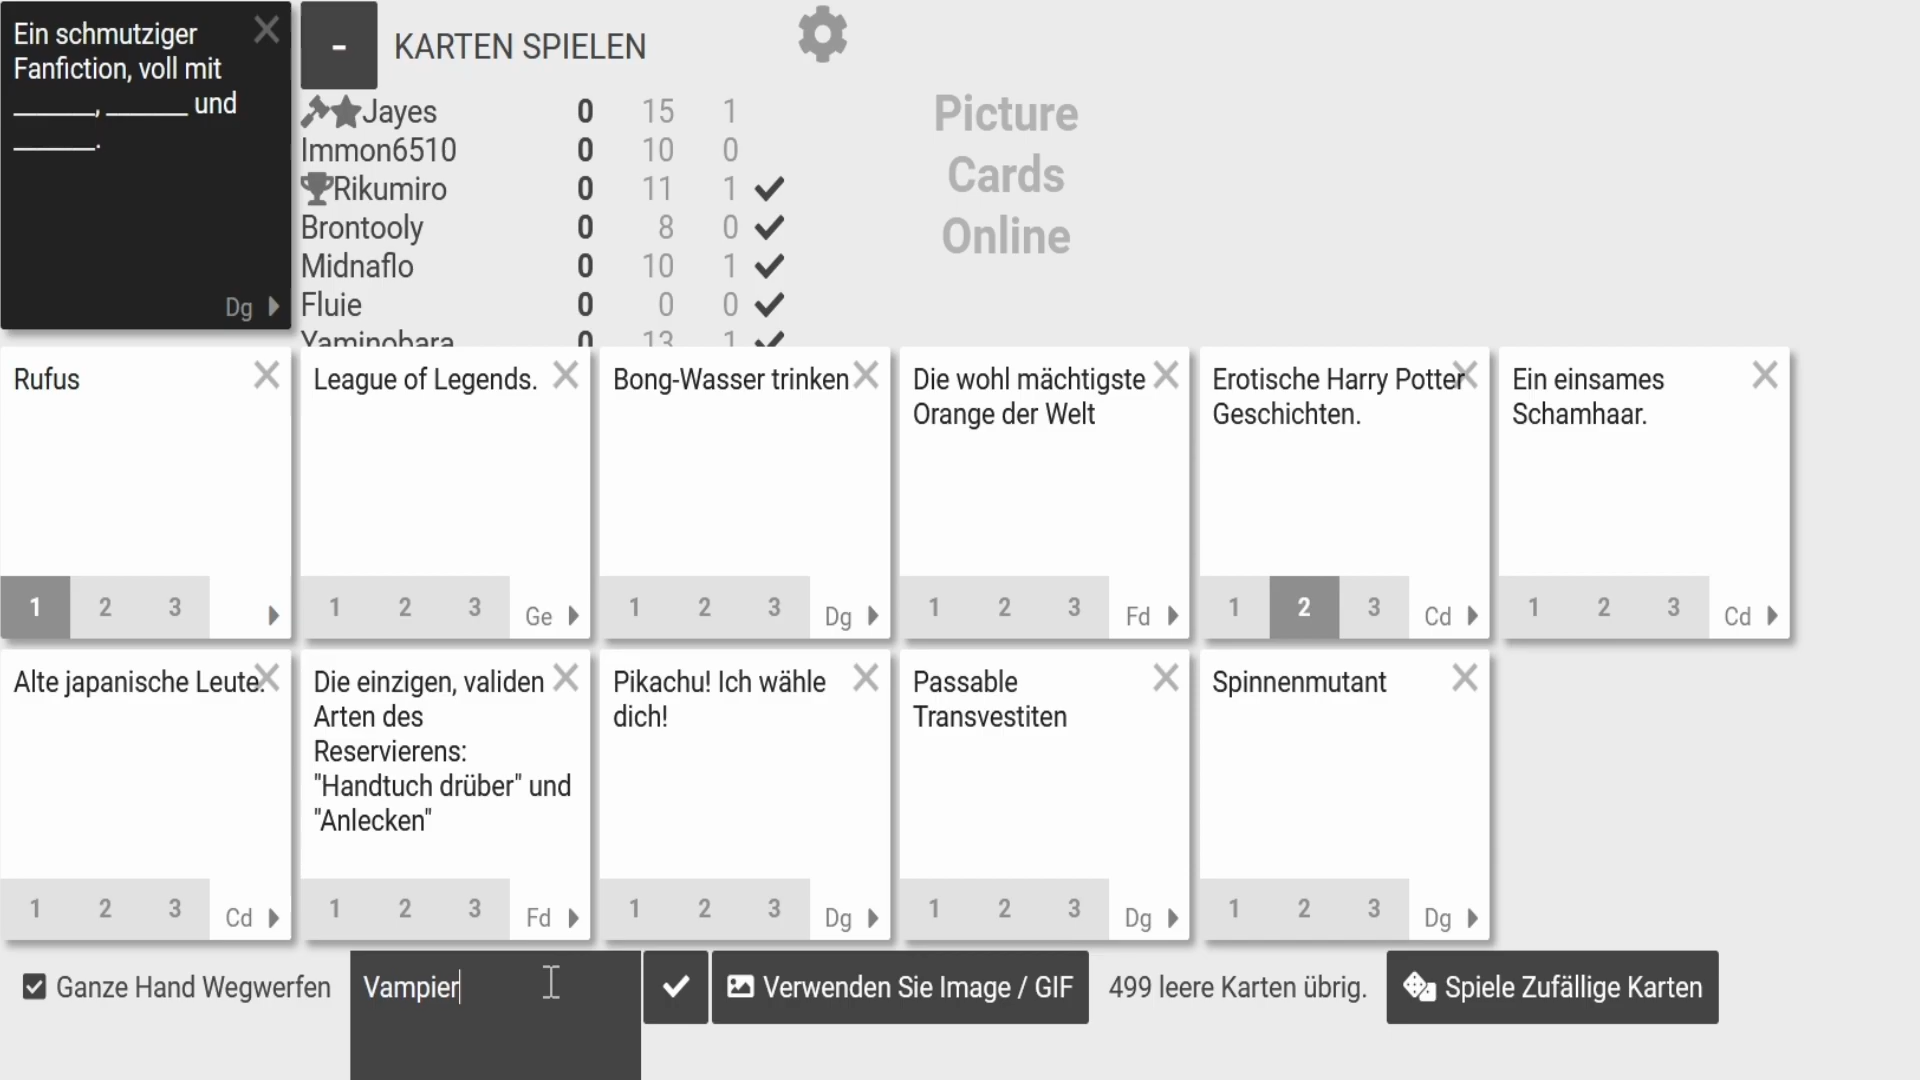 Ein schmutziger
Fanfiction, voll mit
______, ______ und
______.
Dg
-
KARTEN SPIELEN
Jayes 0 15 1
Immon6510 0 10 0
Rikumiro 0 11 1
Brontooly 0 8 0
Midnaflo 0 10 1
Fluie 0 0 0
Yaminobara 0 13 1
Picture
Cards
Online
Rufus
1 2 3
League of Legends.
1 2 3 Ge
Bong-Wasser trinken
1 2 3 Dg
Die wohl mächtigste
Orange der Welt
1 2 3 Fd
Erotische Harry Potter
Geschichten.
1 2 3 Cd
Ein einsames
Schamhaar.
1 2 3 Cd
Alte japanische Leute.
1 2 3 Cd
Die einzigen, validen
Arten des
Reservierens:
"Handtuch drüber" und
"Anlecken"
1 2 3 Fd
Pikachu! Ich wähle
dich!
1 2 3 Dg
Passable
Transvestiten
1 2 3 Dg
Spinnenmutant
1 2 3 Dg
Ganze Hand Wegwerfen
Vampier
Verwenden Sie Image / GIF
499 leere Karten übrig.
Spiele Zufällige Karten